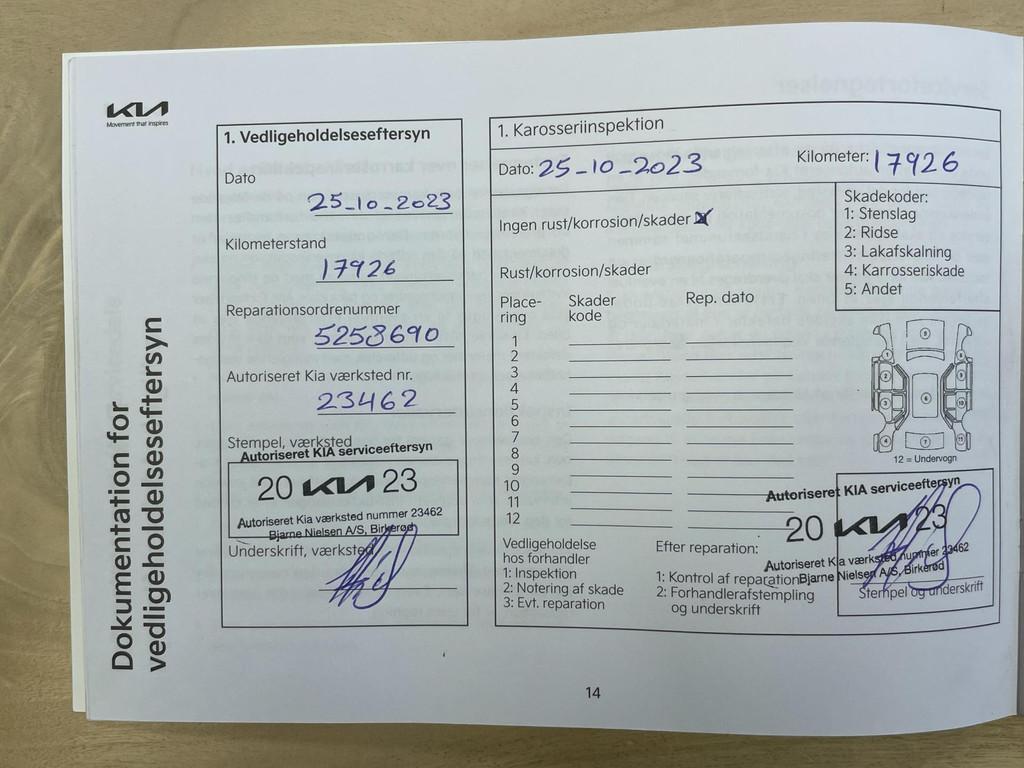 KIA
Movement that inspires
Dokumentation for
vedligeholdelseseftersyn
1. Vedligeholdelseseftersyn
Dato
25-10-2023
Kilometerstand
17926
Reparationsordrenummer
5258690
Autoriseret Kia værksted nr.
23462
Stempel, værksted
Autoriseret KIA serviceeftersyn
20 KIA 23
Autoriseret Kia værksted nummer 23462
Bjarne Nielsen A/S, Birkerød
Underskrift, værksted
1. Karosseriinspektion
Dato: 25-10-2023 Kilometer: 17926
Ingen rust/korrosion/skader
Rust/korrosion/skader
Place-
ring
Skader
kode
Rep. dato
1
2
3
4
5
6
7
8
9
10
11
12
Skadekoder:
1: Stenslag
2: Ridse
3: Lakafskalning
4: Karrosseriskade
5: Andet
12 = Undervogn
Vedligeholdelse
hos forhandler
1: Inspektion
2: Notering af skade
3: Evt. reparation
Efter reparation:
1: Kontrol af reparation
2: Forhandlerafstempling
og underskrift
Autoriseret KIA serviceeftersyn
20 KIA 23
Autoriseret Kia værksted nummer 23462
Bjarne Nielsen A/S, Birkerød
Stempel og underskrift
14